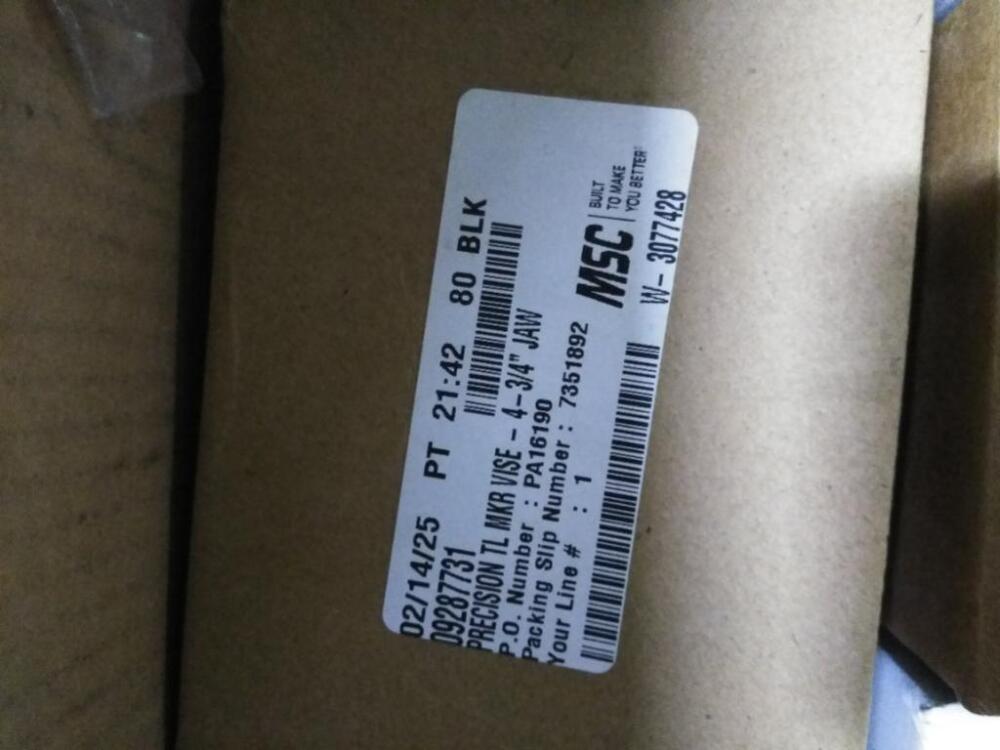 02/14/25 PT 21:42 80 BLK
09287731
PRECISION TL MKR VISE - 4-3/4" JAW
P.O. Number : PA16190
Packing Slip Number : 7351892
Your Line # : 1
MSC
BUILT
TO MAKE
YOU BETTER
W- 3077428